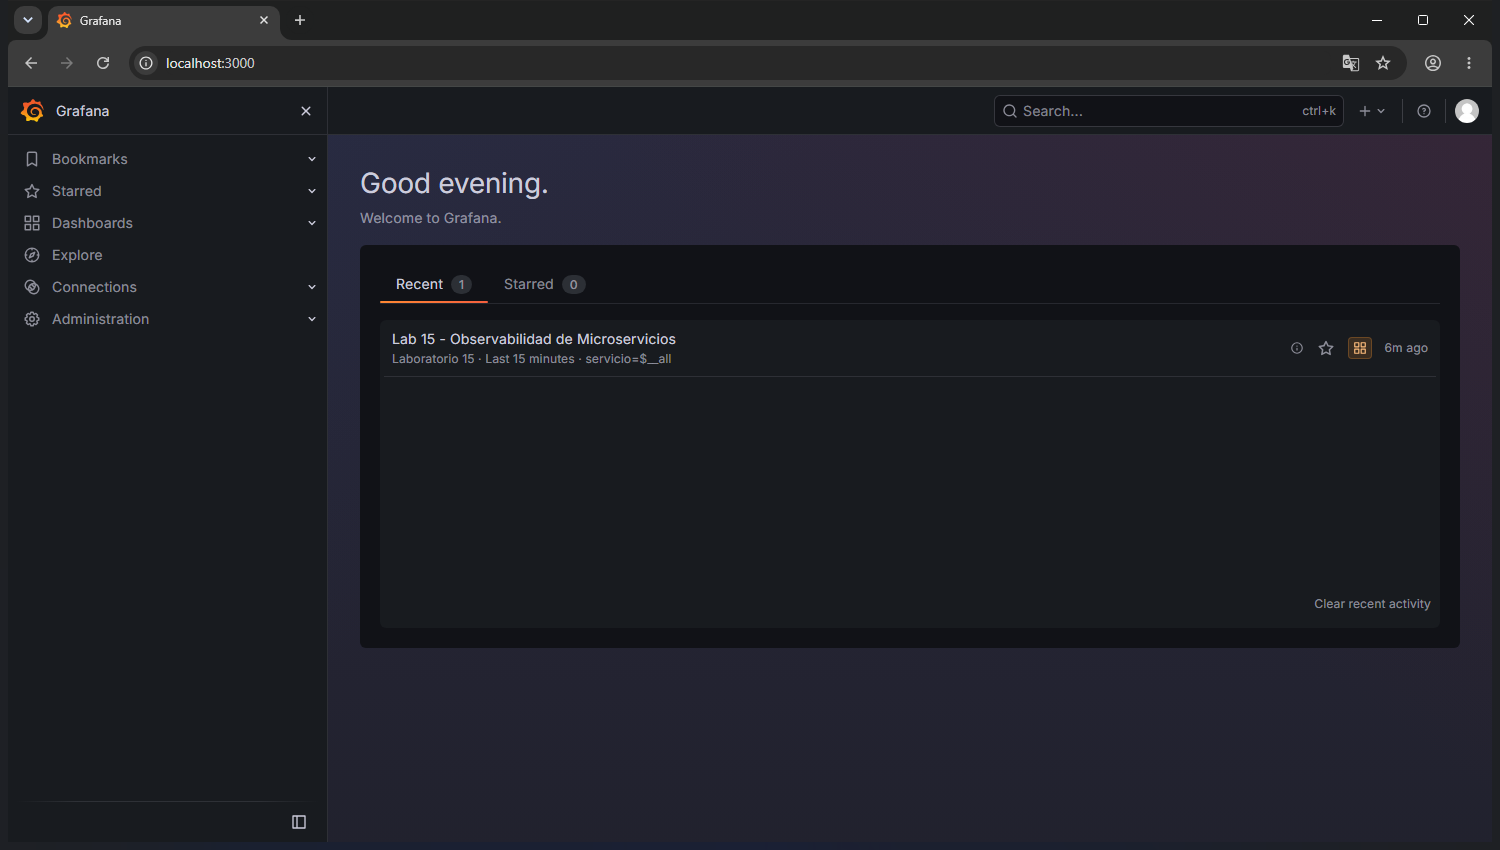 Grafana
localhost:3000
Grafana
Search...
ctrl+k
Bookmarks
Starred
Dashboards
Explore
Connections
Administration
Good evening.
Welcome to Grafana.
Recent 1
Starred 0
Lab 15 - Observabilidad de Microservicios
Laboratorio 15 · Last 15 minutes · servicio=$__all
6m ago
Clear recent activity